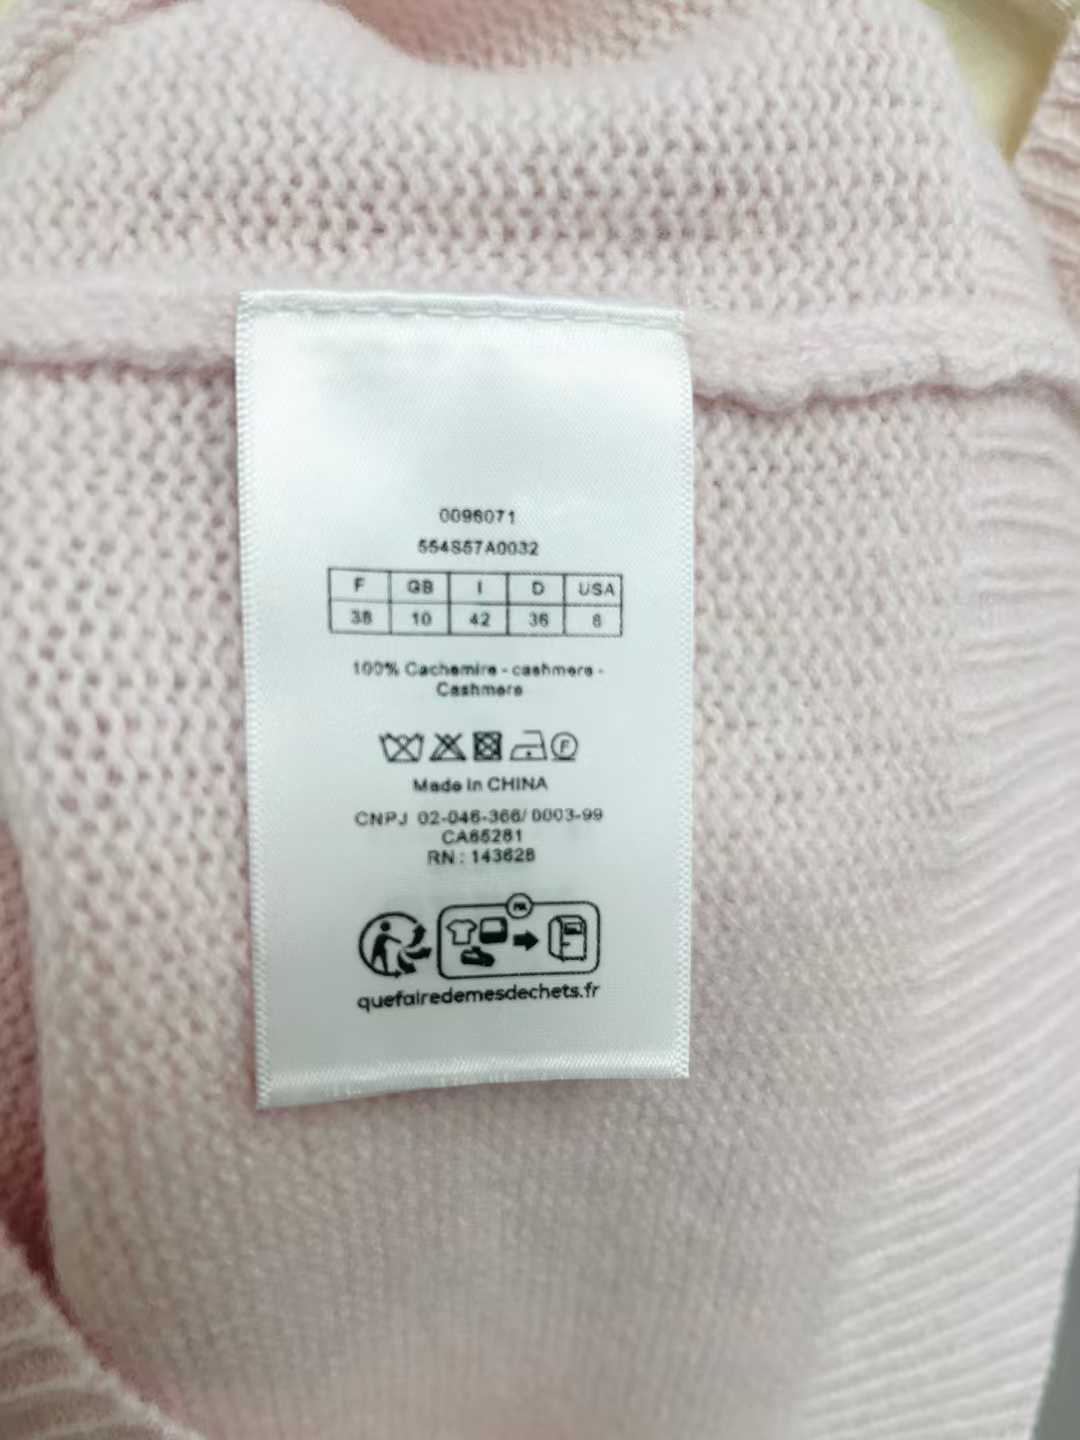 0096071
554S57A0032
F GB I D USA
38 10 42 36 8
100% Cachemire - cashmere -
Cashmere
F
Made in CHINA
CNPJ 02-046-366/ 0003-99
CA65281
RN : 143628
quefairedemesdechets.fr